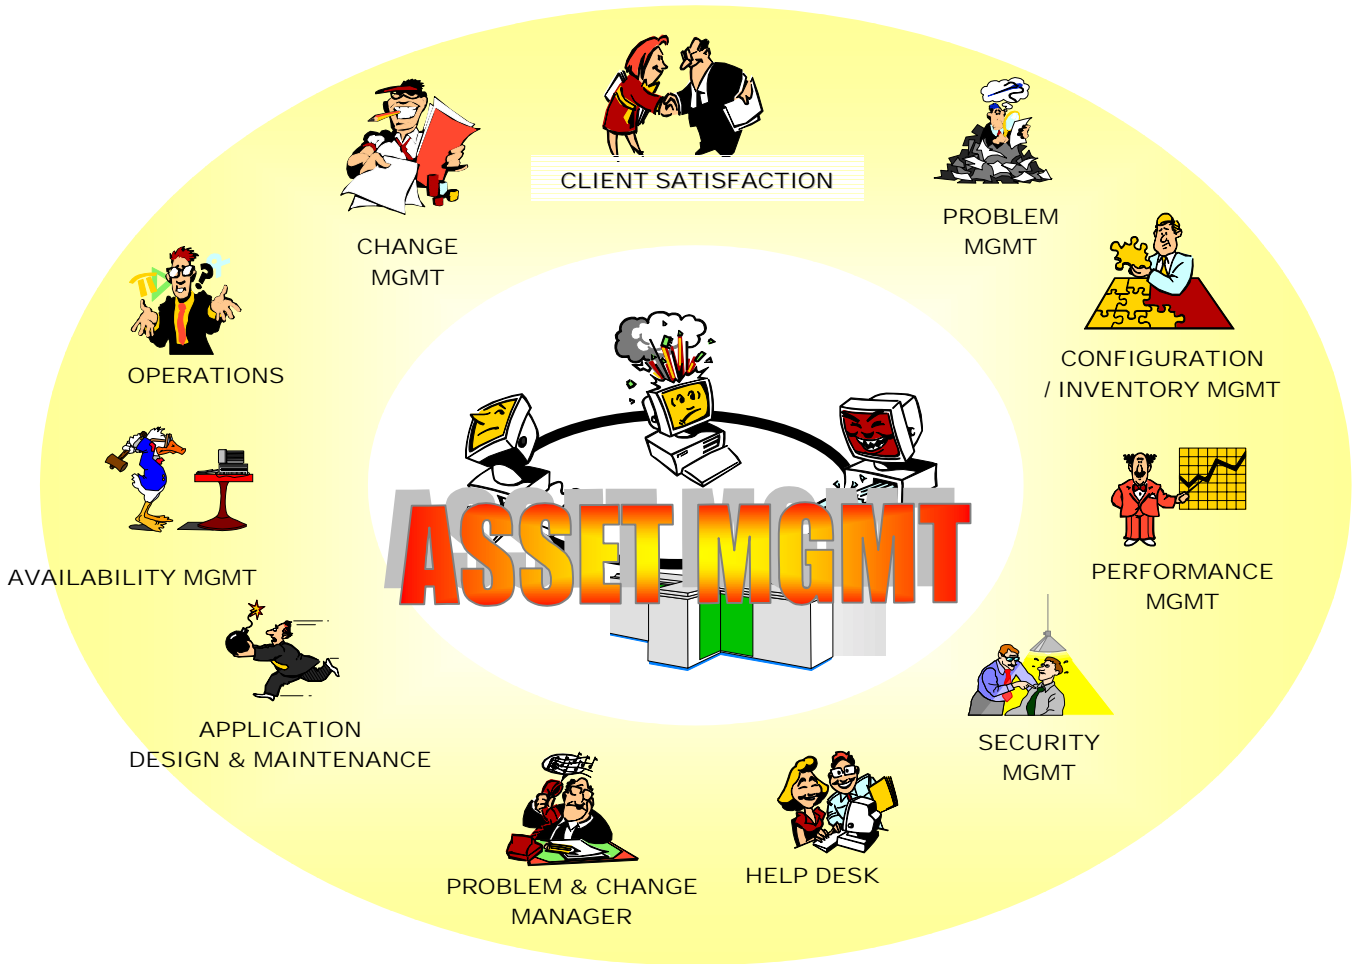 CLIENT SATISFACTION
CHANGE
MGMT
PROBLEM
MGMT
OPERATIONS
CONFIGURATION
/ INVENTORY MGMT
ASSET MGMT
AVAILABILITY MGMT
PERFORMANCE
MGMT
APPLICATION
DESIGN & MAINTENANCE
SECURITY
MGMT
PROBLEM & CHANGE
MANAGER
HELP DESK